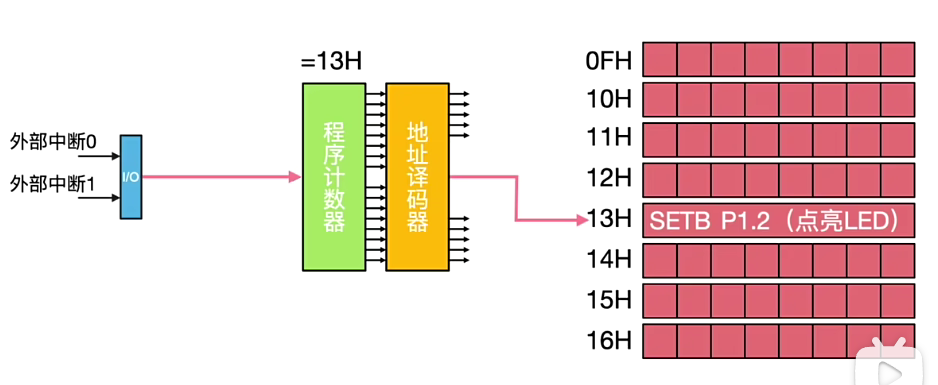 =13H
外部中断0
外部中断1
I/O
程序计数器
地址译码器
0FH
10H
11H
12H
13H SETB P1.2（点亮LED）
14H
15H
16H